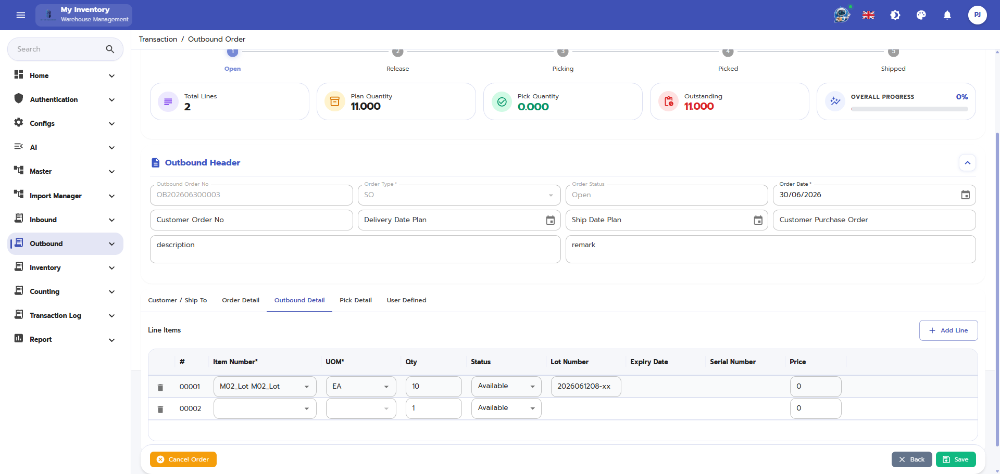 My Inventory
Warehouse Management
PJ
Search
Transaction / Outbound Order
Home
Authentication
Configs
AI
Master
Import Manager
Inbound
Outbound
Inventory
Counting
Transaction Log
Report
1 2 3 4 5
Open Release Picking Picked Shipped
Total Lines
2
Plan Quantity
11.000
Pick Quantity
0.000
Outstanding
11.000
OVERALL PROGRESS 0%
Outbound Header
Outbound Order No
OB202606300003
Order Type *
SO
Order Status
Open
Order Date *
30/06/2026
Customer Order No
Delivery Date Plan
Ship Date Plan
Customer Purchase Order
description
remark
Customer / Ship To Order Detail Outbound Detail Pick Detail User Defined
Line Items
Add Line
# Item Number* UOM* Qty Status Lot Number Expiry Date Serial Number Price
00001 M02_Lot M02_Lot EA 10 Available 2026061208-xx 0
00002 1 Available 0
Cancel Order
Back
Save